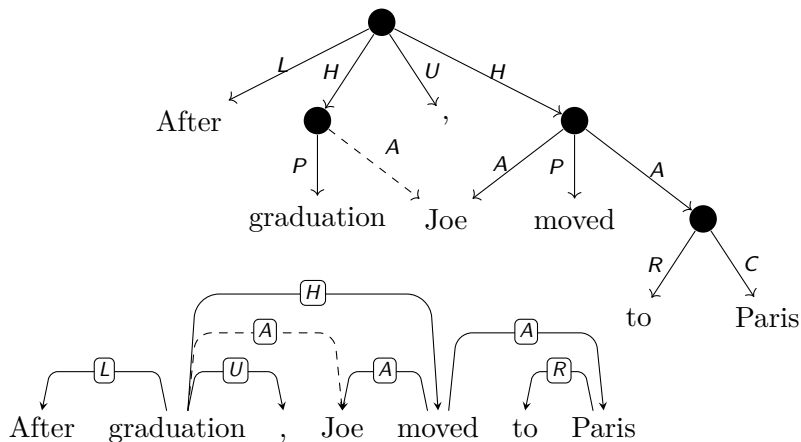 L H U H
After ,
P A A P A
graduation Joe moved
R C
to Paris
H
A A
L U A R
After graduation , Joe moved to Paris